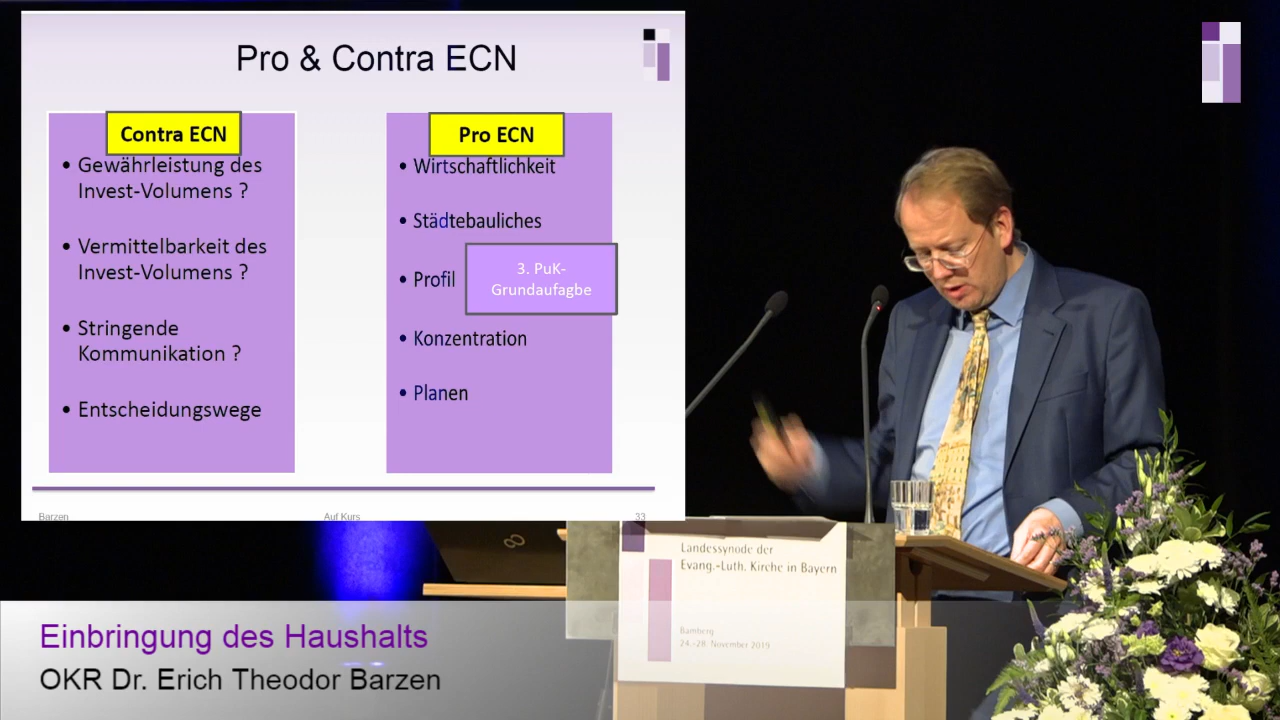 Pro & Contra ECN
Contra ECN
• Gewährleistung des
Invest-Volumens ?
• Vermittelbarkeit des
Invest-Volumens ?
• Stringende
Kommunikation ?
• Entscheidungswege
Pro ECN
• Wirtschaftlichkeit
• Städtebauliches
• Profil
3. PuK-
Grundaufagbe
• Konzentration
• Planen
Barzen
Auf Kurs
33
Landessynode der
Evang.-Luth. Kirche in Bayern
Bamberg
24.-28. November 2019
Einbringung des Haushalts
OKR Dr. Erich Theodor Barzen